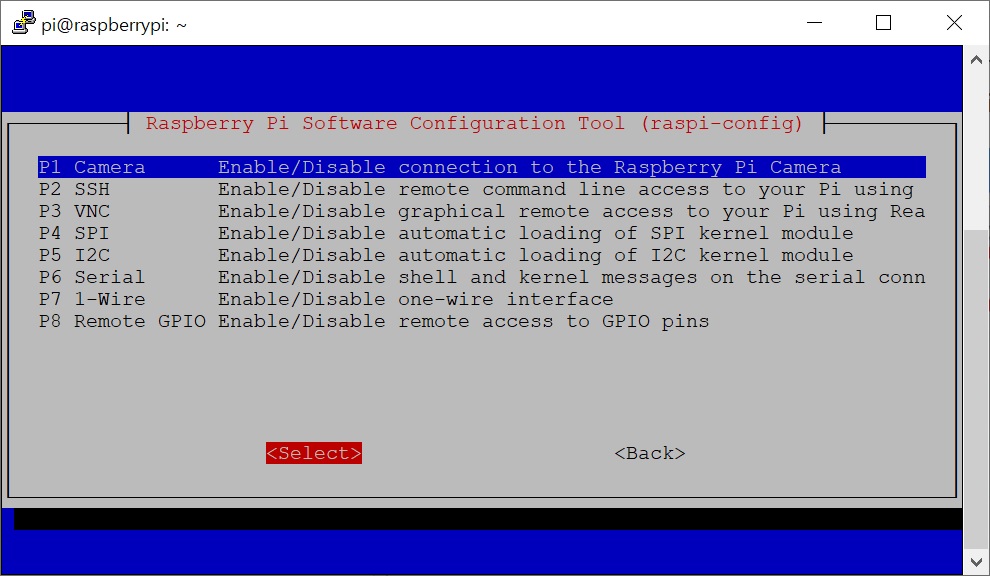 pi@raspberrypi: ~
Raspberry Pi Software Configuration Tool (raspi-config)
P1 Camera Enable/Disable connection to the Raspberry Pi Camera
P2 SSH Enable/Disable remote command line access to your Pi using
P3 VNC Enable/Disable graphical remote access to your Pi using Rea
P4 SPI Enable/Disable automatic loading of SPI kernel module
P5 I2C Enable/Disable automatic loading of I2C kernel module
P6 Serial Enable/Disable shell and kernel messages on the serial conn
P7 1-Wire Enable/Disable one-wire interface
P8 Remote GPIO Enable/Disable remote access to GPIO pins
<Select> <Back>